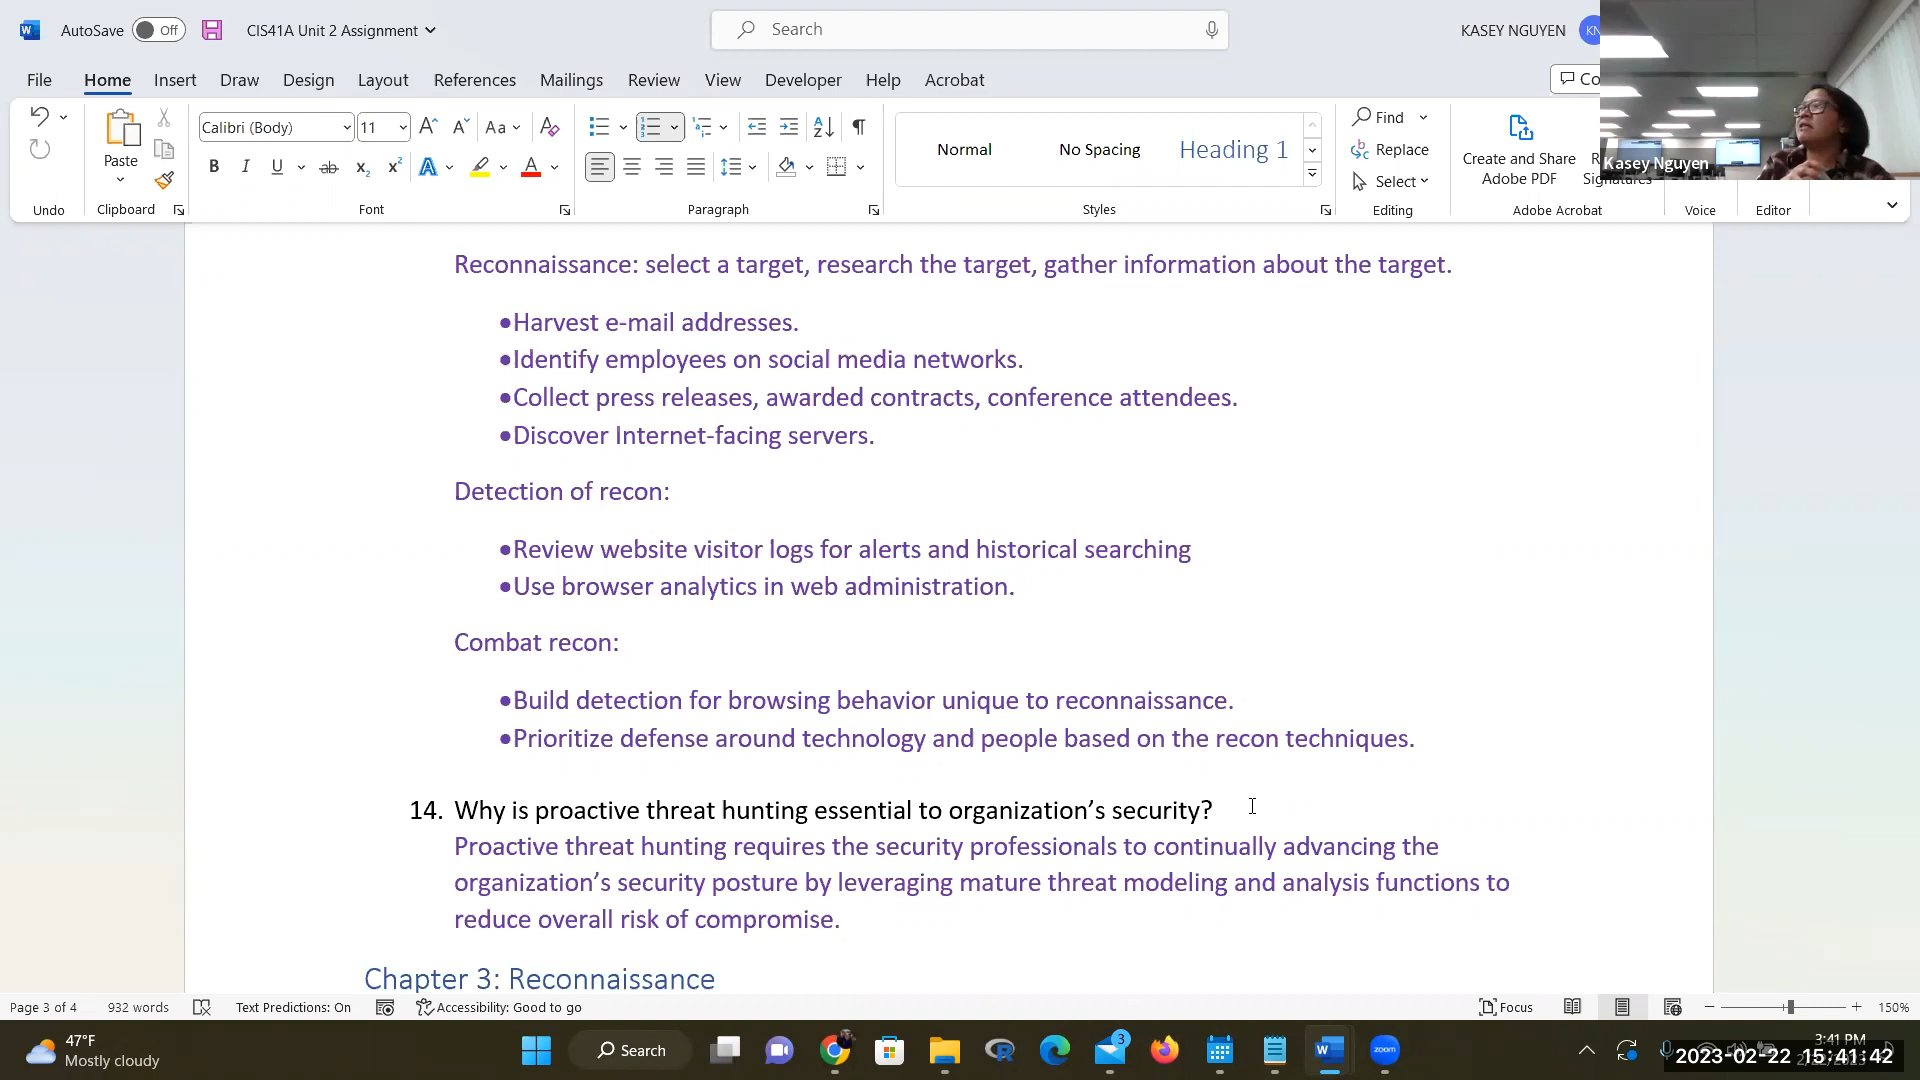 AutoSave Off CIS41A Unit 2 Assignment Search KASEY NGUYEN KN
File Home Insert Draw Design Layout References Mailings Review View Developer Help Acrobat Co
Calibri (Body) 11 Aa Find
Paste Normal No Spacing Heading 1 Replace
Create and Share Adobe PDF
Select
Kasey Nguyen
Undo Clipboard Font Paragraph Styles Editing Adobe Acrobat Voice Editor
Reconnaissance: select a target, research the target, gather information about the target.
•Harvest e-mail addresses.
•Identify employees on social media networks.
•Collect press releases, awarded contracts, conference attendees.
•Discover Internet-facing servers.
Detection of recon:
•Review website visitor logs for alerts and historical searching
•Use browser analytics in web administration.
Combat recon:
•Build detection for browsing behavior unique to reconnaissance.
•Prioritize defense around technology and people based on the recon techniques.
14. Why is proactive threat hunting essential to organization’s security?
Proactive threat hunting requires the security professionals to continually advancing the
organization’s security posture by leveraging mature threat modeling and analysis functions to
reduce overall risk of compromise.
Chapter 3: Reconnaissance
Page 3 of 4 932 words Text Predictions: On Accessibility: Good to go Focus 150%
47°F
Mostly cloudy
Search
3
zoom
3:41 PM
2023-02-22 15:41:42